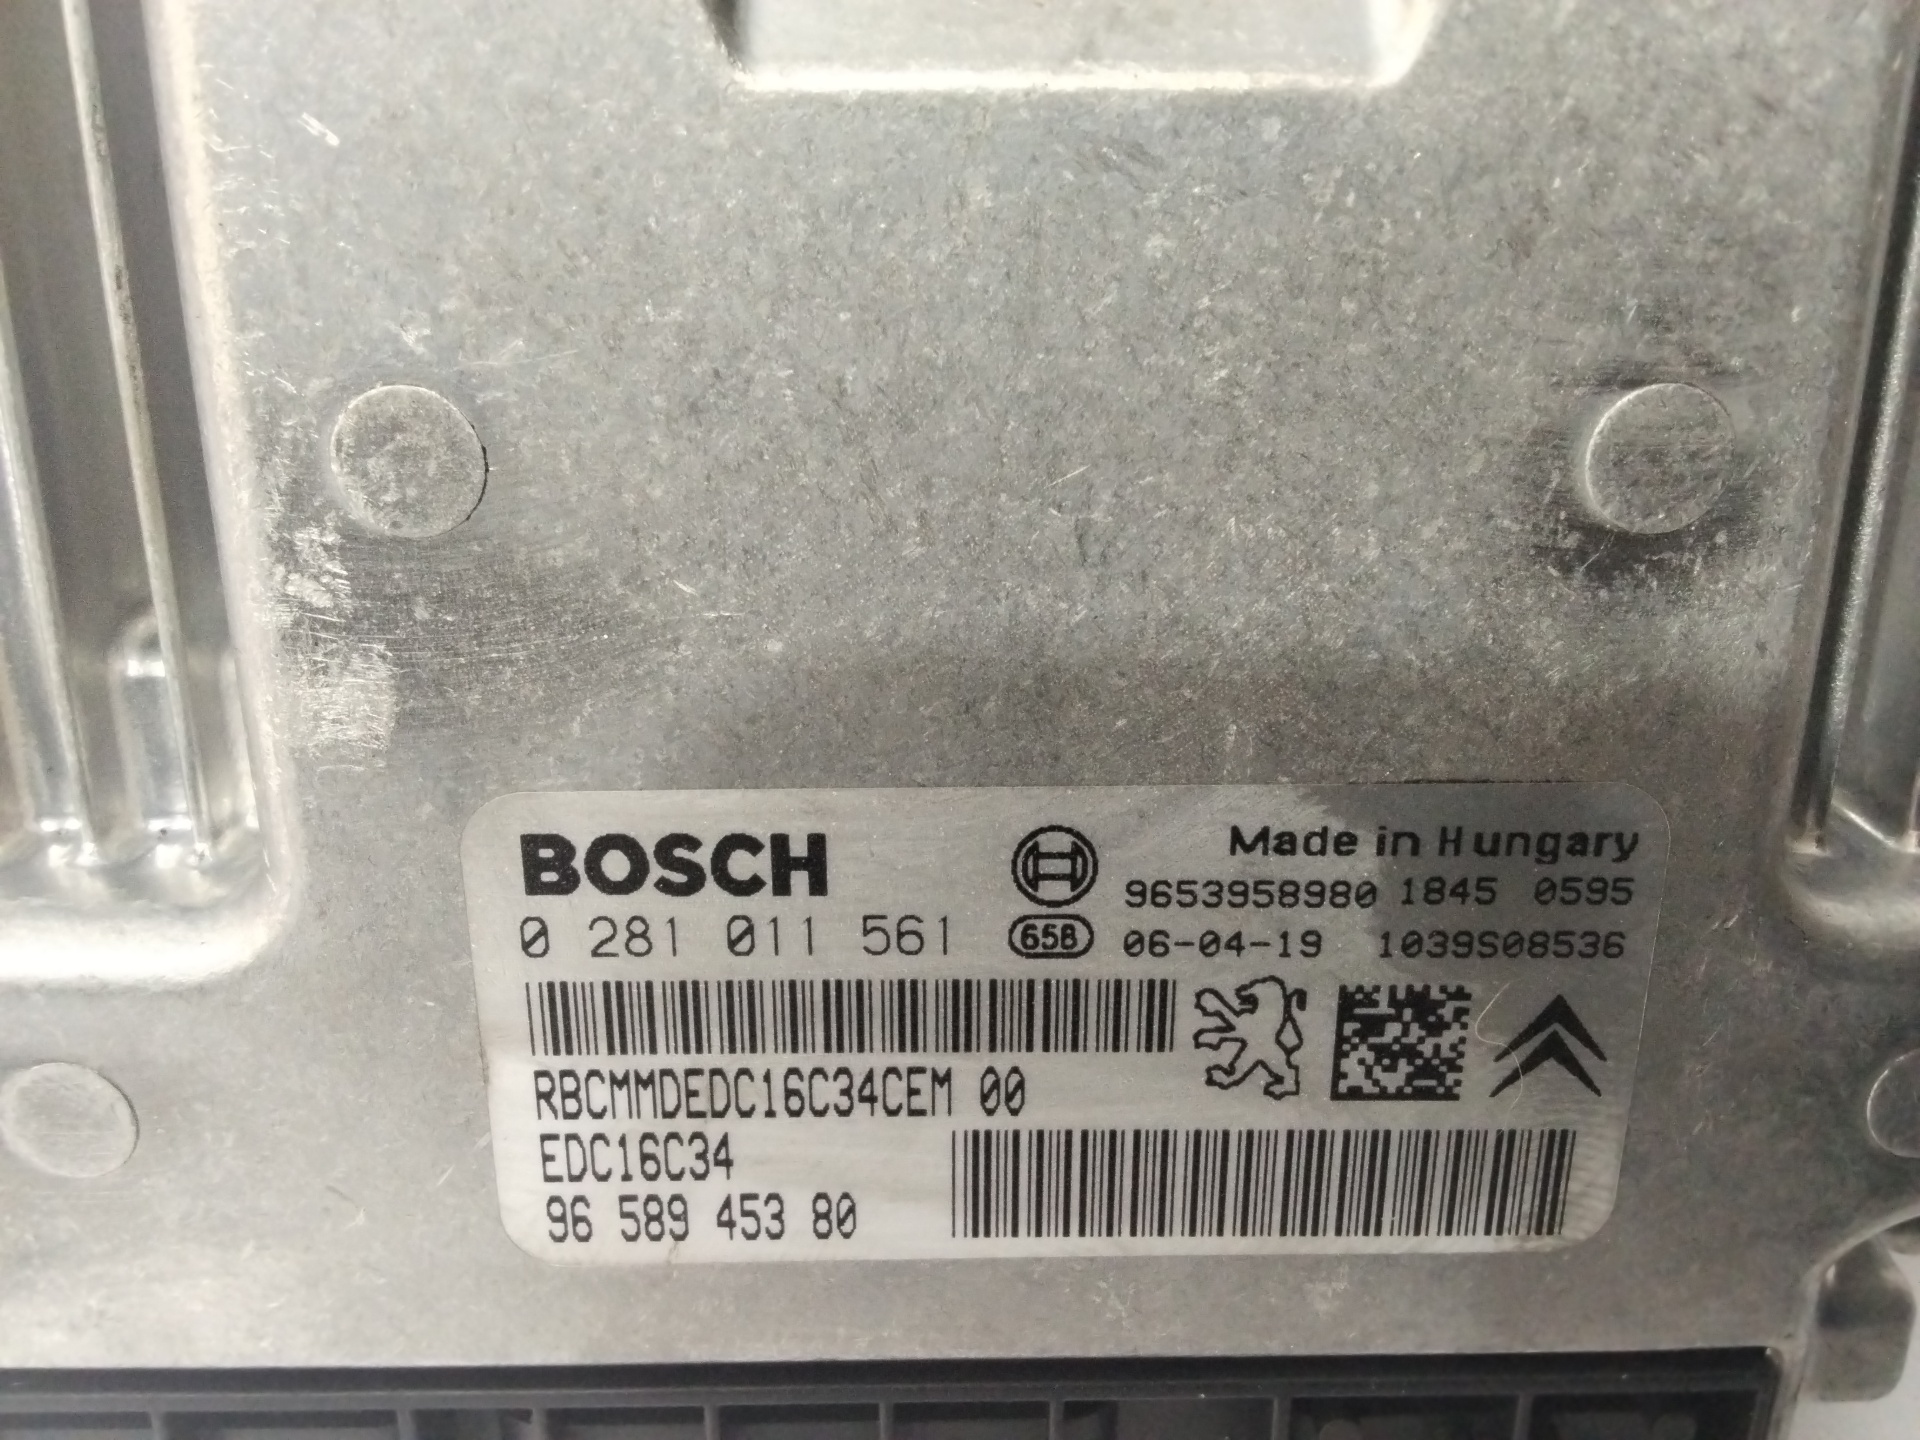 BOSCH
Made in Hungary
9653958980 1845 0595
0 281 011 561
65B
06-04-19 1039S08536
RBCMMDEDC16C34CEM 00
EDC16C34
96 589 453 80